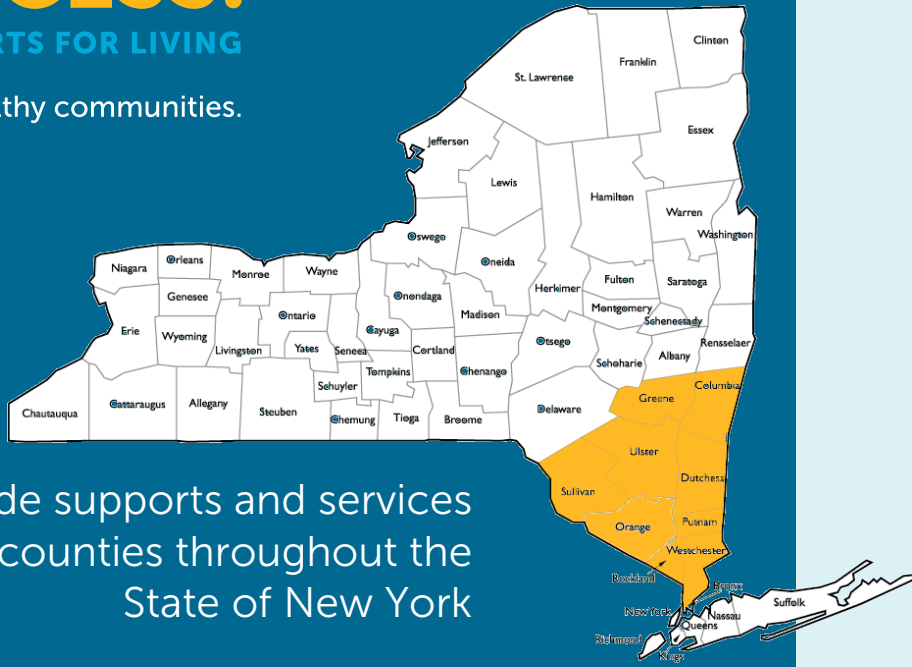 RTS FOR LIVING
thy communities.
Clinton
Franklin
St. Lawrence
Essex
Jefferson
Lewis
Hamilton
Warren
Washington
Oswego
Oneida
Orleans
Niagara
Monroe
Wayne
Herkimer
Fulton
Saratoga
Genesee
Onondaga
Montgomery
Ontario
Madison
Schenectady
Erie
Wyoming
Cayuga
Otsego
Rensselaer
Livingston
Yates
Seneca
Cortland
Albany
Schoharie
Tompkins
Chenango
Schuyler
Columbia
Greene
Chautauqua
Cattaraugus
Allegany
Steuben
Chemung
Tioga
Broome
Delaware
Ulster
Dutchess
Sullivan
Orange
Putnam
Westchester
Rockland
Bronx
New York
Nassau
Suffolk
Queens
Richmond
Kings
de supports and services
counties throughout the
State of New York